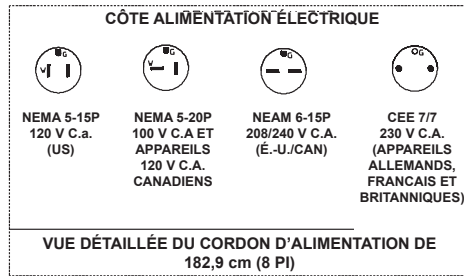 CÔTE ALIMENTATION ÉLECTRIQUE
G
V
G
V
G
G
NEMA 5-15P
120 V C.a.
(US)
NEMA 5-20P
100 V C.A ET
APPAREILS
120 V C.A.
CANADIENS
NEAM 6-15P
208/240 V C.A.
(É.-U./CAN)
CEE 7/7
230 V C.A.
(APPAREILS
ALLEMANDS,
FRANCAIS ET
BRITANNIQUES)
VUE DÉTAILLÉE DU CORDON D'ALIMENTATION DE
182,9 cm (8 PI)